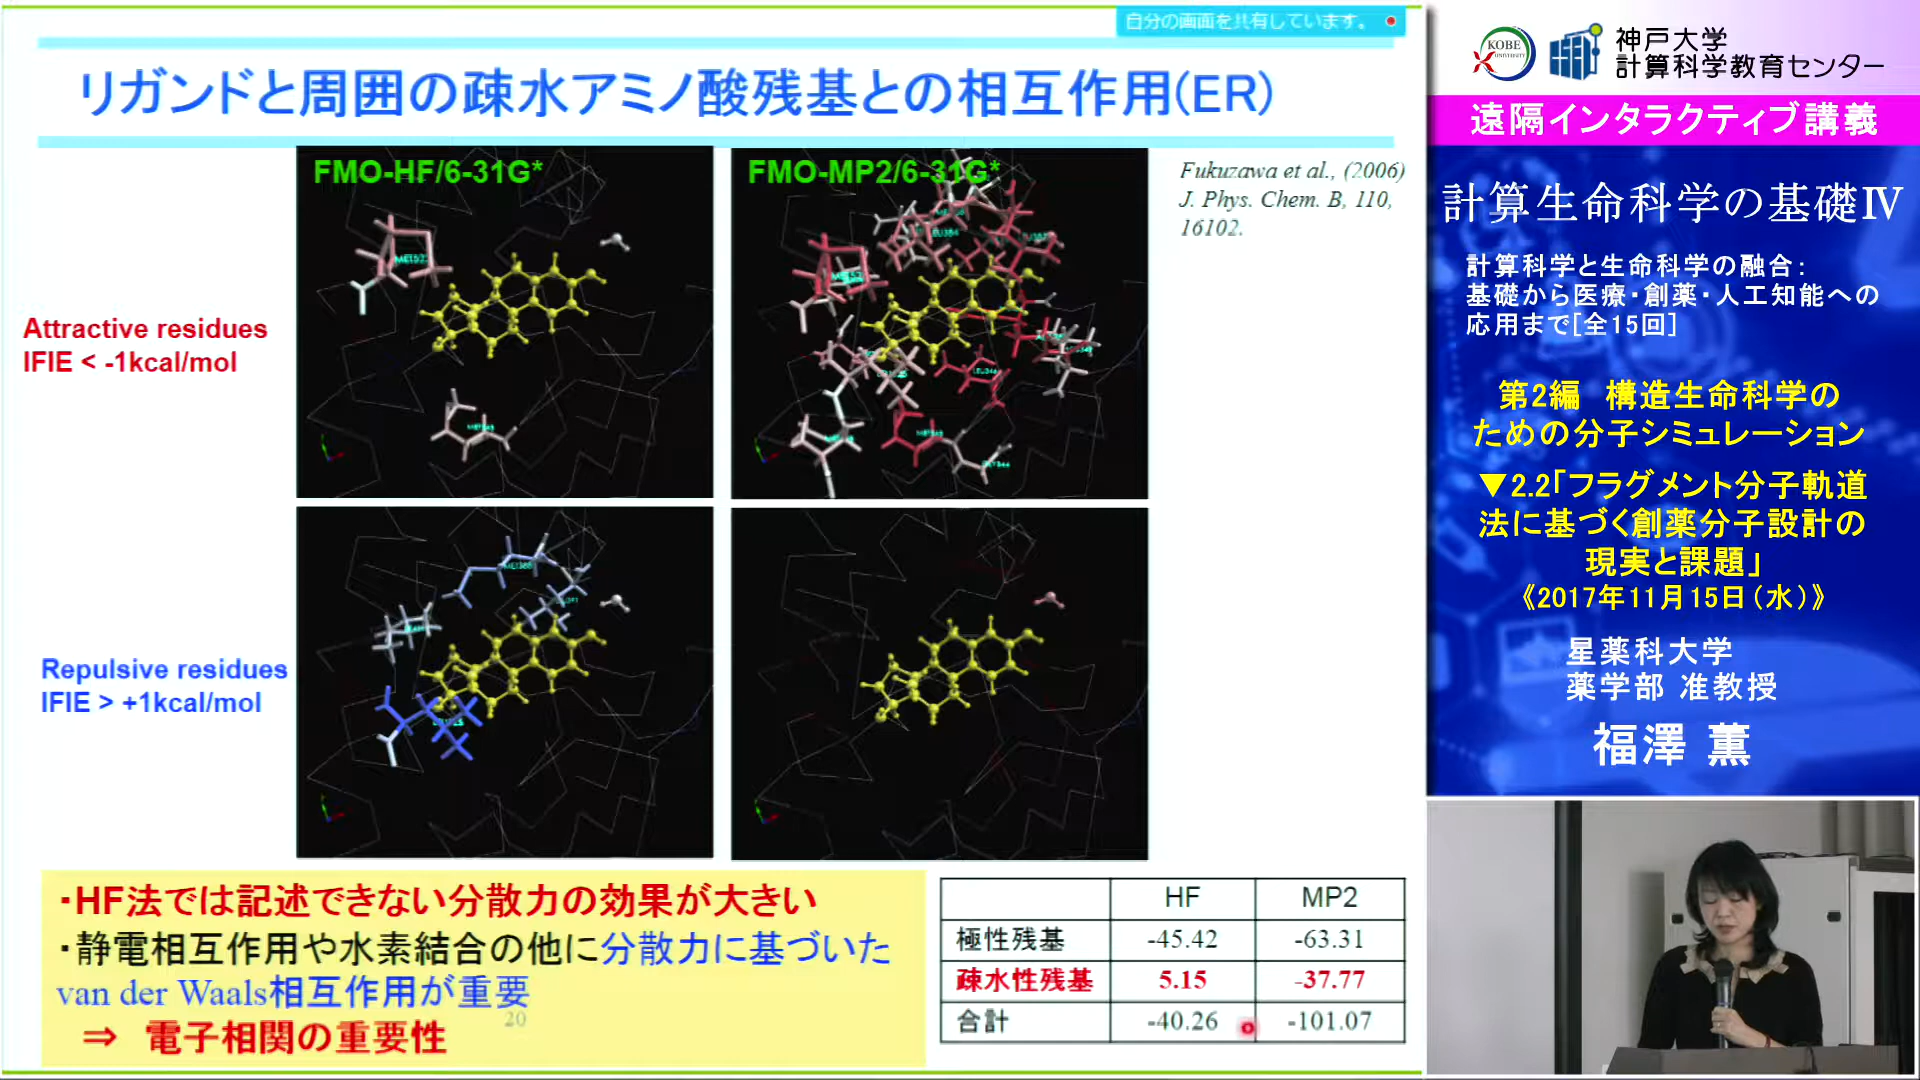 自分の画面を共有しています。
リガンドと周囲の疎水アミノ酸残基との相互作用(ER)
FMO-HF/6-31G*
FMO-MP2/6-31G*
Fukuzawa et al., (2006)
J. Phys. Chem. B, 110,
16102.
Attractive residues
IFIE < -1kcal/mol
Repulsive residues
IFIE > +1kcal/mol
・HF法では記述できない分散力の効果が大きい
・静電相互作用や水素結合の他に分散力に基づいた
van der Waals相互作用が重要
⇒ 電子相関の重要性
20
HF MP2
極性残基 -45.42 -63.31
疎水性残基 5.15 -37.77
合計 -40.26 -101.07
KOBE
UNIVERSITY
神戸大学
計算科学教育センター
遠隔インタラクティブ講義
計算生命科学の基礎Ⅳ
計算科学と生命科学の融合:
基礎から医療・創薬・人工知能への
応用まで[全15回]
第2編 構造生命科学の
ための分子シミュレーション
▼2.2「フラグメント分子軌道
法に基づく創薬分子設計の
現実と課題」
《2017年11月15日(水)》
星薬科大学
薬学部 准教授
福澤 薫